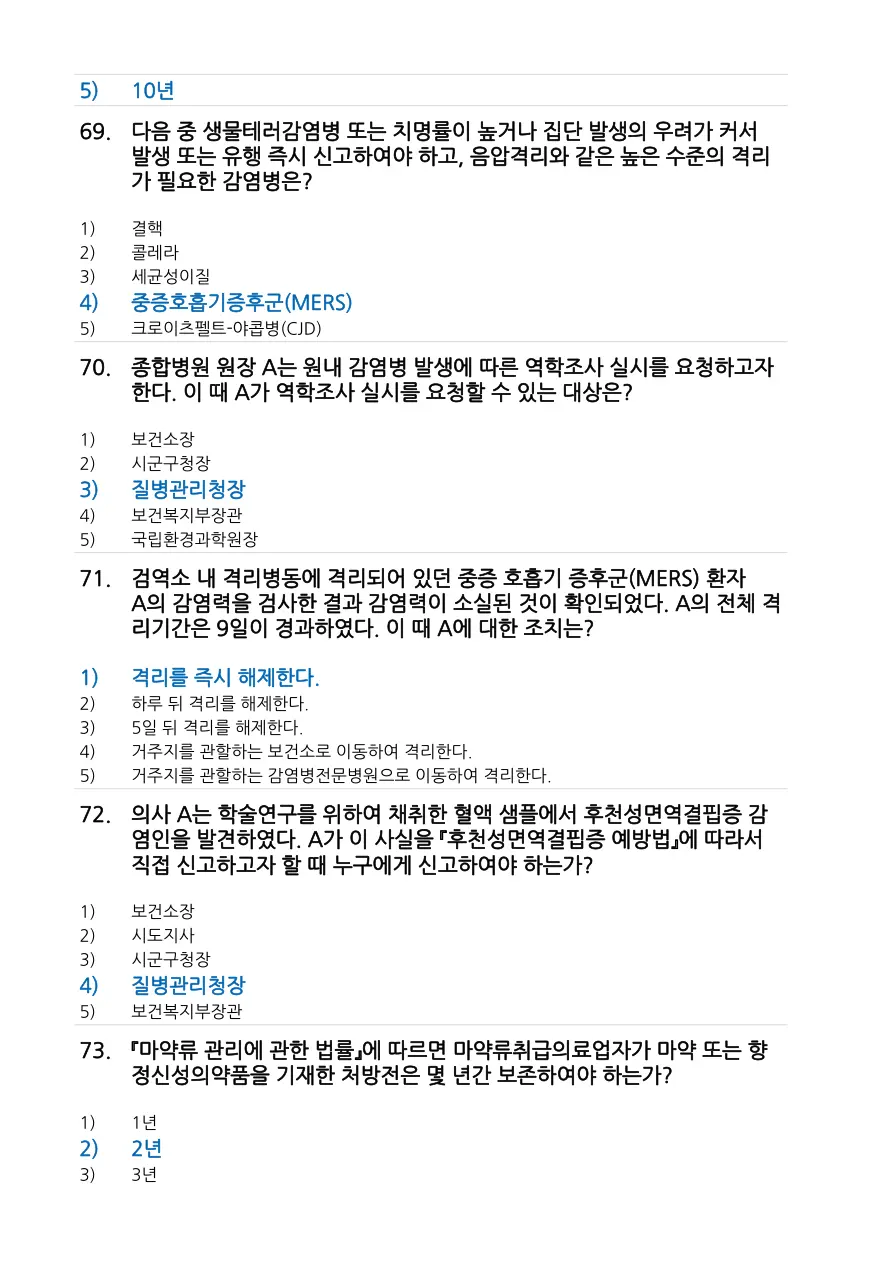 5) 10년
69. 다음 중 생물테러감염병 또는 치명률이 높거나 집단 발생의 우려가 커서
발생 또는 유행 즉시 신고하여야 하고, 음압격리와 같은 높은 수준의 격리
가 필요한 감염병은?
1) 결핵
2) 콜레라
3) 세균성이질
4) 중증호흡기증후군(MERS)
5) 크로이츠펠트-야콥병(CJD)
70. 종합병원 원장 A는 원내 감염병 발생에 따른 역학조사 실시를 요청하고자
한다. 이 때 A가 역학조사 실시를 요청할 수 있는 대상은?
1) 보건소장
2) 시군구청장
3) 질병관리청장
4) 보건복지부장관
5) 국립환경과학원장
71. 검역소 내 격리병동에 격리되어 있던 중증 호흡기 증후군(MERS) 환자
A의 감염력을 검사한 결과 감염력이 소실된 것이 확인되었다. A의 전체 격
리기간은 9일이 경과하였다. 이 때 A에 대한 조치는?
1) 격리를 즉시 해제한다.
2) 하루 뒤 격리를 해제한다.
3) 5일 뒤 격리를 해제한다.
4) 거주지를 관할하는 보건소로 이동하여 격리한다.
5) 거주지를 관할하는 감염병전문병원으로 이동하여 격리한다.
72. 의사 A는 학술연구를 위하여 채취한 혈액 샘플에서 후천성면역결핍증 감
염인을 발견하였다. A가 이 사실을 『후천성면역결핍증 예방법』에 따라서
직접 신고하고자 할 때 누구에게 신고하여야 하는가?
1) 보건소장
2) 시도지사
3) 시군구청장
4) 질병관리청장
5) 보건복지부장관
73. 『마약류 관리에 관한 법률』에 따르면 마약류취급의료업자가 마약 또는 향
정신성의약품을 기재한 처방전은 몇 년간 보존하여야 하는가?
1) 1년
2) 2년
3) 3년